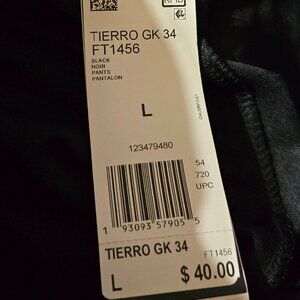 RFID
TIERRO GK 34
FT1456
BLACK
NOIR
PANTS
PANTALON
L
123479480
54
720
UPC
1 93093 57905 5
TIERRO GK 34
FT1456
L
$ 40.00